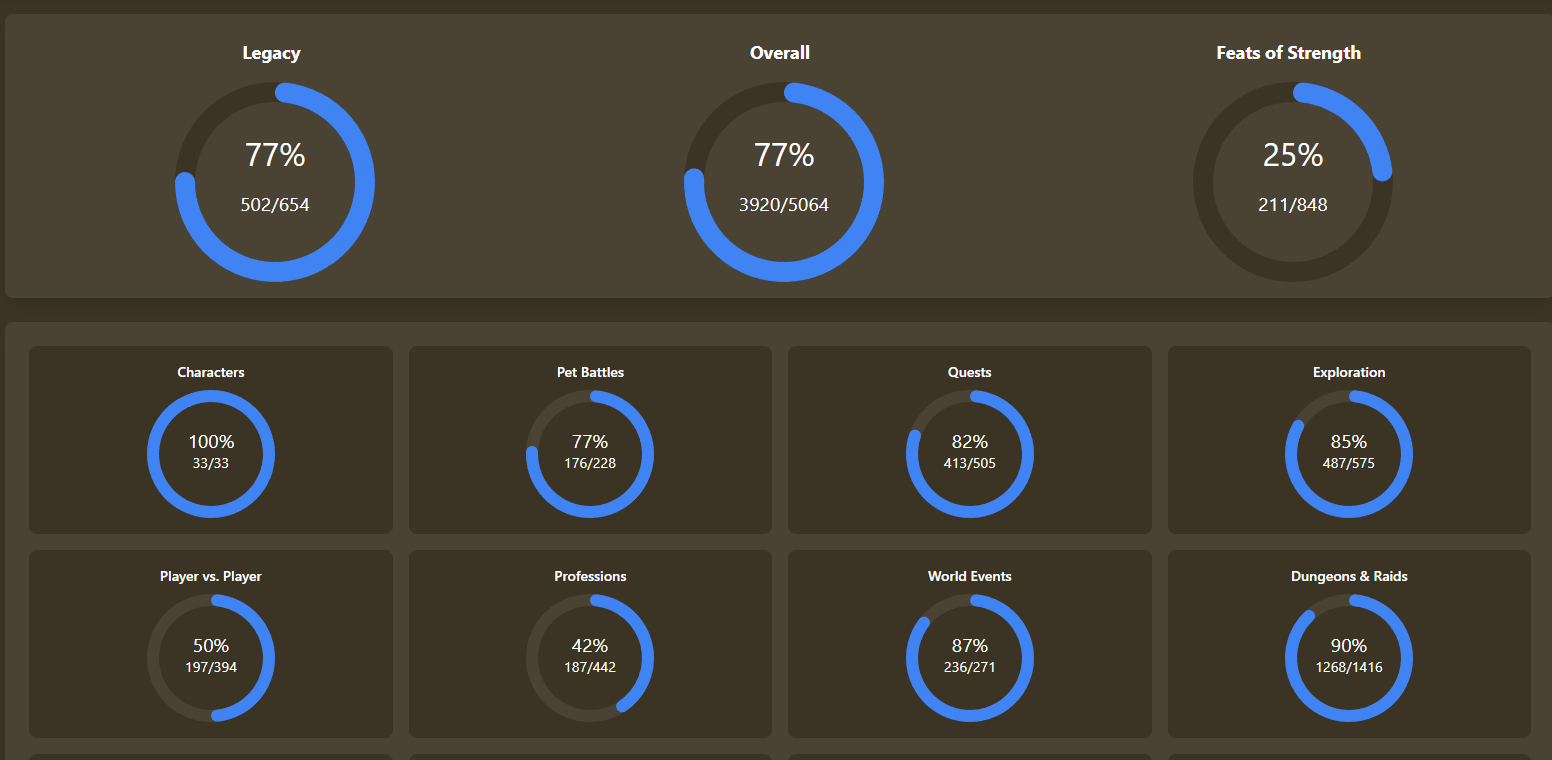 Legacy
77%
502/654
Overall
77%
3920/5064
Feats of Strength
25%
211/848
Characters
100%
33/33
Pet Battles
77%
176/228
Quests
82%
413/505
Exploration
85%
487/575
Player vs. Player
50%
197/394
Professions
42%
187/442
World Events
87%
236/271
Dungeons & Raids
90%
1268/1416